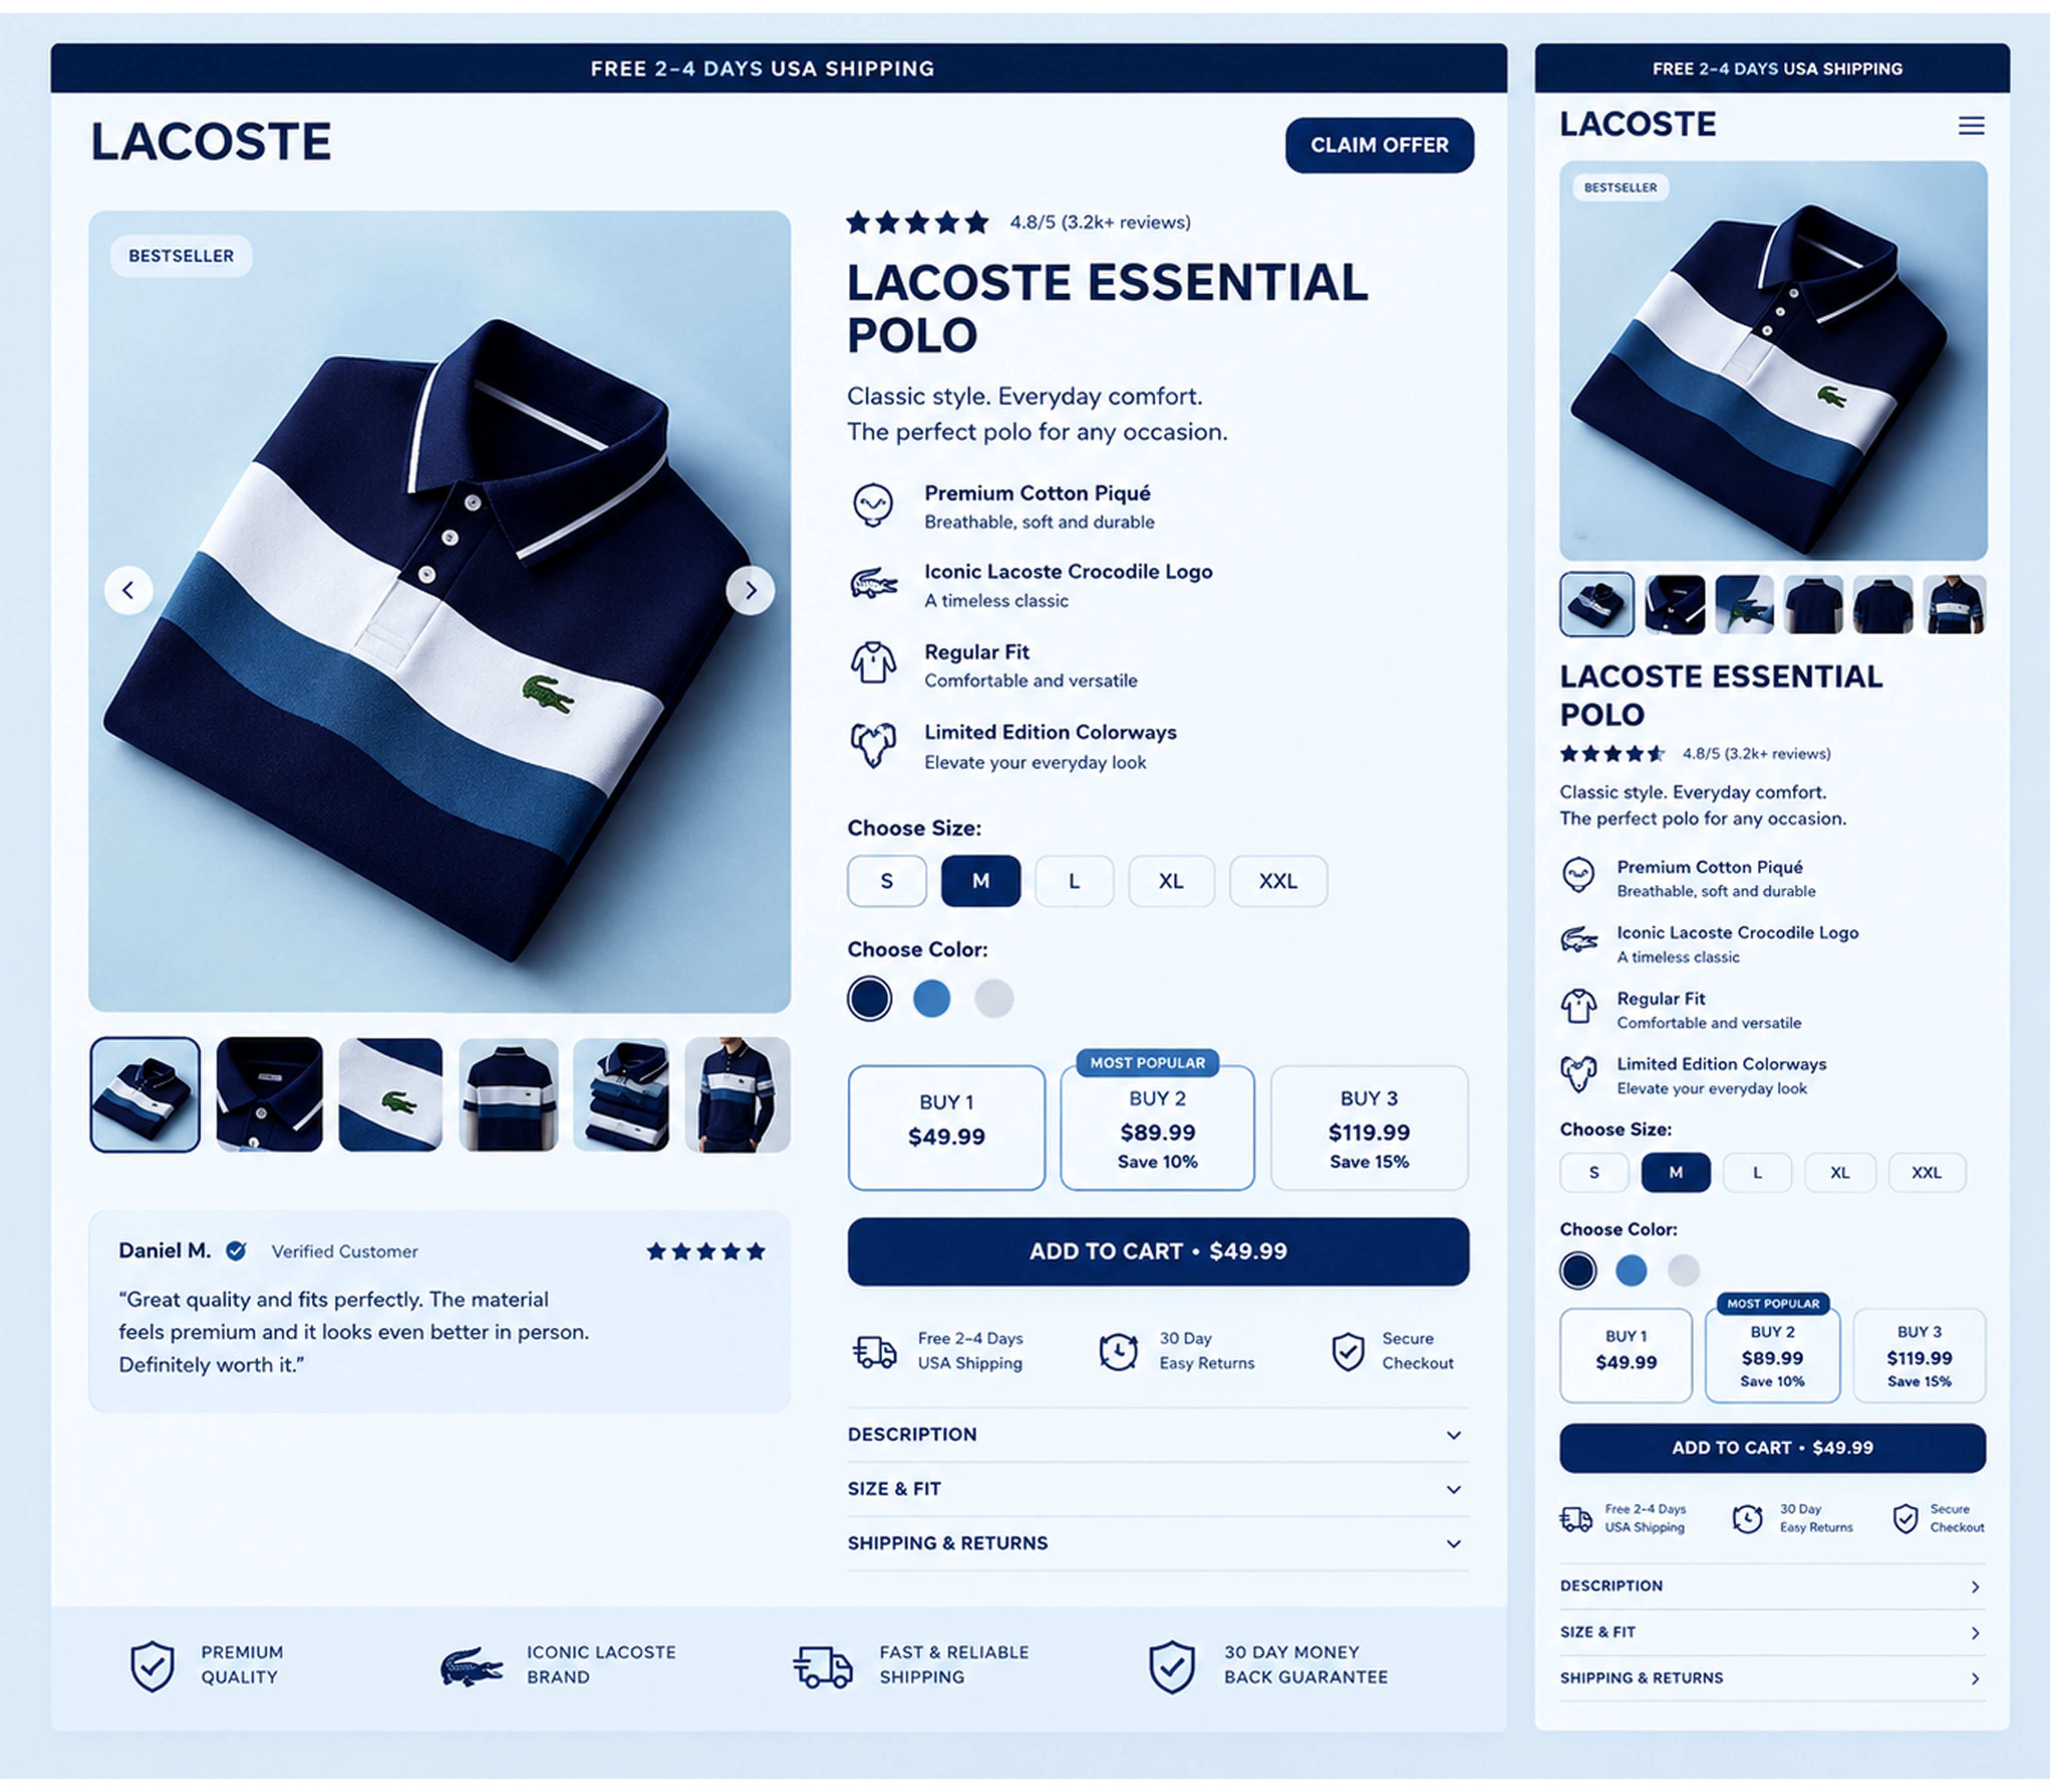 FREE 2–4 DAYS USA SHIPPING
LACOSTE
CLAIM OFFER
BESTSELLER
4.8/5 (3.2k+ reviews)
LACOSTE ESSENTIAL
POLO
Classic style. Everyday comfort.
The perfect polo for any occasion.
Premium Cotton Piqué
Breathable, soft and durable
Iconic Lacoste Crocodile Logo
A timeless classic
Regular Fit
Comfortable and versatile
Limited Edition Colorways
Elevate your everyday look
Choose Size:
S M L XL XXL
Choose Color:
MOST POPULAR
BUY 1
$49.99
BUY 2
$89.99
Save 10%
BUY 3
$119.99
Save 15%
ADD TO CART • $49.99
Free 2–4 Days
USA Shipping
30 Day
Easy Returns
Secure
Checkout
DESCRIPTION
SIZE & FIT
SHIPPING & RETURNS
Daniel M. Verified Customer
“Great quality and fits perfectly. The material
feels premium and it looks even better in person.
Definitely worth it.”
PREMIUM
QUALITY
ICONIC LACOSTE
BRAND
FAST & RELIABLE
SHIPPING
30 DAY MONEY
BACK GUARANTEE
FREE 2–4 DAYS USA SHIPPING
LACOSTE
BESTSELLER
LACOSTE ESSENTIAL
POLO
4.8/5 (3.2k+ reviews)
Classic style. Everyday comfort.
The perfect polo for any occasion.
Premium Cotton Piqué
Breathable, soft and durable
Iconic Lacoste Crocodile Logo
A timeless classic
Regular Fit
Comfortable and versatile
Limited Edition Colorways
Elevate your everyday look
Choose Size:
S M L XL XXL
Choose Color:
MOST POPULAR
BUY 1
$49.99
BUY 2
$89.99
Save 10%
BUY 3
$119.99
Save 15%
ADD TO CART • $49.99
Free 2–4 Days
USA Shipping
30 Day
Easy Returns
Secure
Checkout
DESCRIPTION
SIZE & FIT
SHIPPING & RETURNS